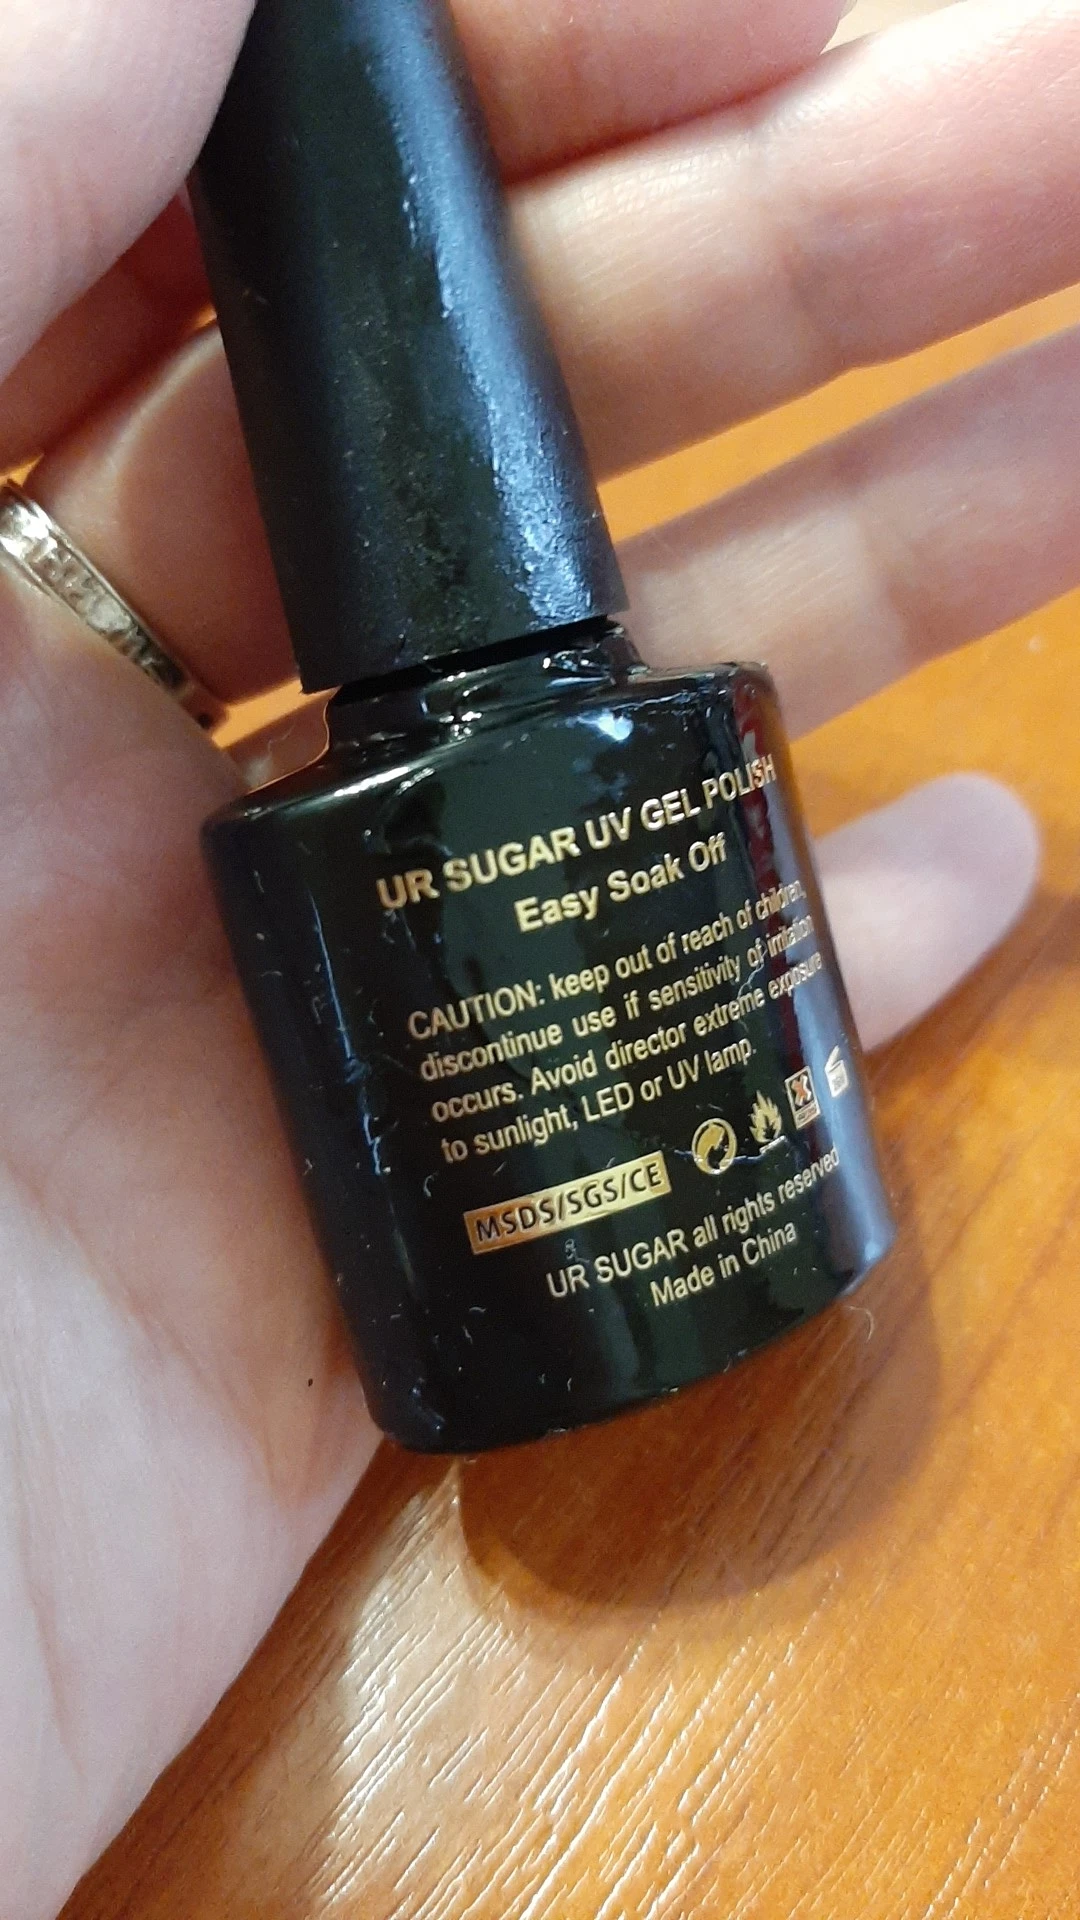 UR SUGAR UV GEL POLISH
Easy Soak Off
CAUTION: keep out of reach of children,
discontinue use if sensitivity of irritation
occurs. Avoid director extreme exposure
to sunlight, LED or UV lamp.
MSDS/SGS/CE
UR SUGAR all rights reserved
Made in China